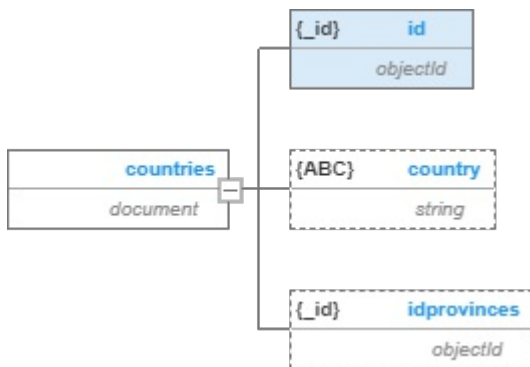 {_id} id
objectId
countries
document
{ABC} country
string
{_id} idprovinces
objectId